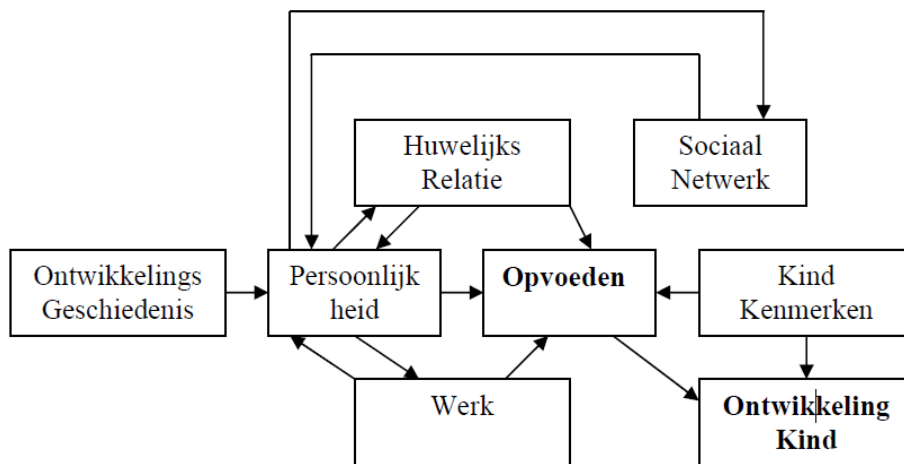 Huwelijks
Relatie
Sociaal
Netwerk
Ontwikkelings
Geschiedenis
Persoonlijk
heid
Opvoeden
Kind
Kenmerken
Werk
Ontwikkeling
Kind